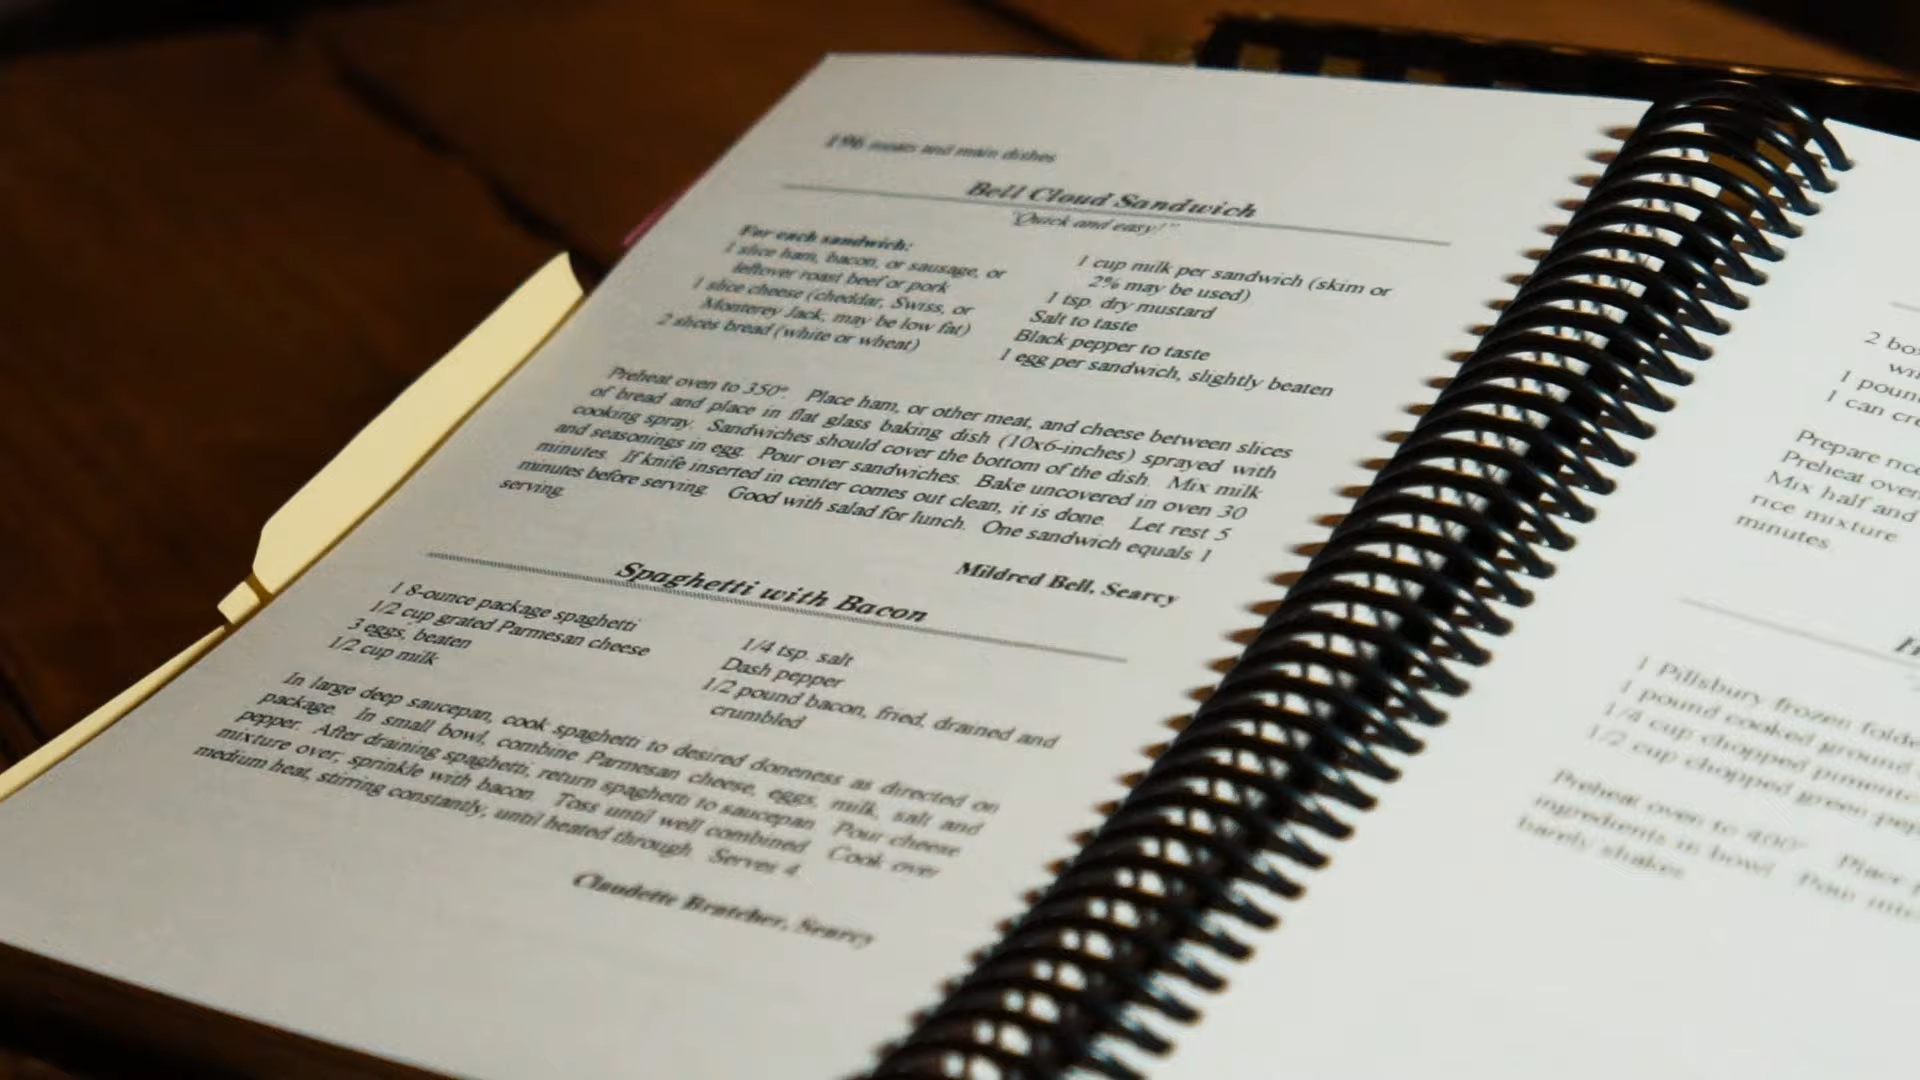 196 meats and main dishes
Bell Cloud Sandwich
"Quick and easy!"
For each sandwich:
1 slice ham, bacon, or sausage, or
leftover roast beef or pork
1 slice cheese (cheddar, Swiss, or
Monterey Jack, may be low fat)
2 slices bread (white or wheat)
1 cup milk per sandwich (skim or
2% may be used)
1 tsp. dry mustard
Salt to taste
Black pepper to taste
1 egg per sandwich, slightly beaten
Preheat oven to 350°. Place ham, or other meat, and cheese between slices
of bread and place in flat glass baking dish (10x6-inches) sprayed with
cooking spray. Sandwiches should cover the bottom of the dish. Mix milk
and seasonings in egg. Pour over sandwiches. Bake uncovered in oven 30
minutes. If knife inserted in center comes out clean, it is done. Let rest 5
minutes before serving. Good with salad for lunch. One sandwich equals 1
serving.
Mildred Bell, Searcy
Spaghetti with Bacon
1 8-ounce package spaghetti
1/2 cup grated Parmesan cheese
3 eggs, beaten
1/2 cup milk
1/4 tsp. salt
Dash pepper
1/2 pound bacon, fried, drained and
crumbled
In large deep saucepan, cook spaghetti to desired doneness as directed on
package. In small bowl, combine Parmesan cheese, eggs, milk, salt and
pepper. After draining spaghetti, return spaghetti to saucepan. Pour cheese
mixture over, sprinkle with bacon. Toss until well combined. Cook over
medium heat, stirring constantly, until heated through. Serves 4.
Claudette Bratcher, Searcy
2
1
1 can
Prepare rice
Preheat
Mix half and
rice mixture
minutes.
1 Pillsbury frozen
1 pound cooked ground
1/4 cup chopped
1/2 cup chopped green
Preheat oven to 400°. Place
ingredients in bowl. Pour
barely shakes.